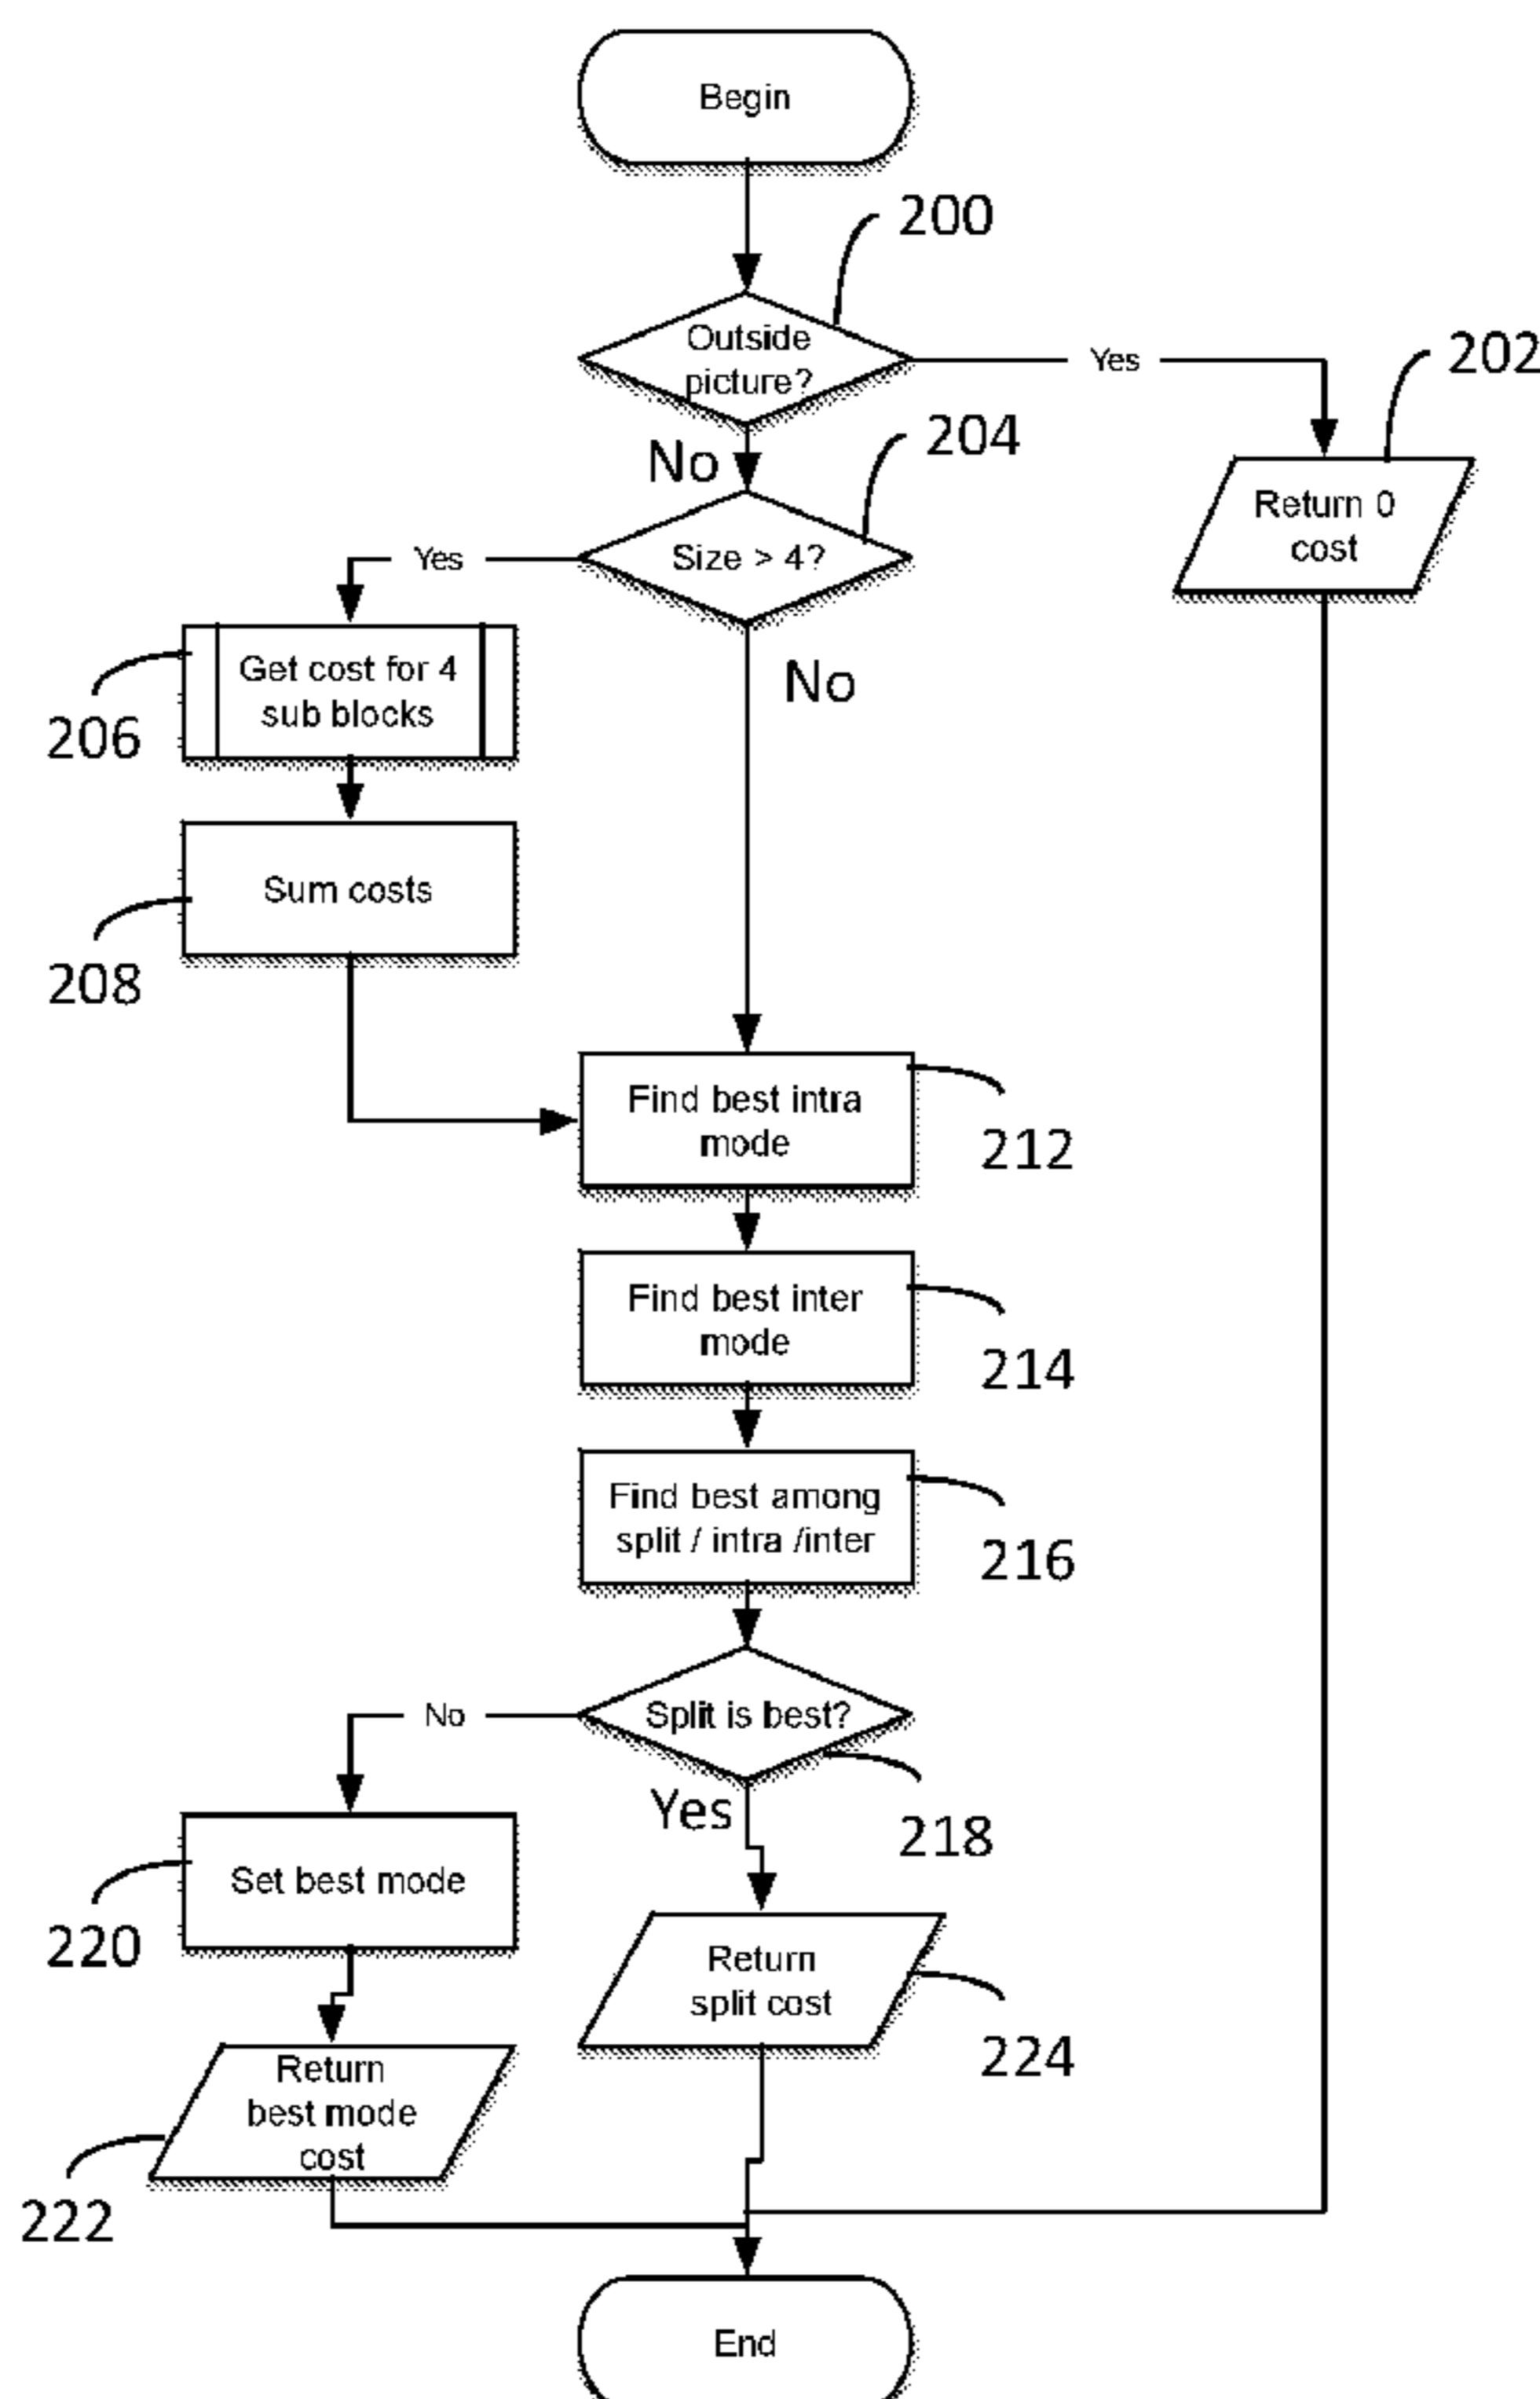 Begin
200
Outside
picture?
Yes
202
No
204
Return 0
cost
Size > 4?
Yes
Get cost for 4
sub blocks
206
No
Sum costs
208
Find best intra
mode
212
Find best inter
mode
214
Find best among
split / intra /inter
216
Split is best?
No
Yes
218
Set best mode
220
Return
split cost
224
Return
best mode
cost
222
End